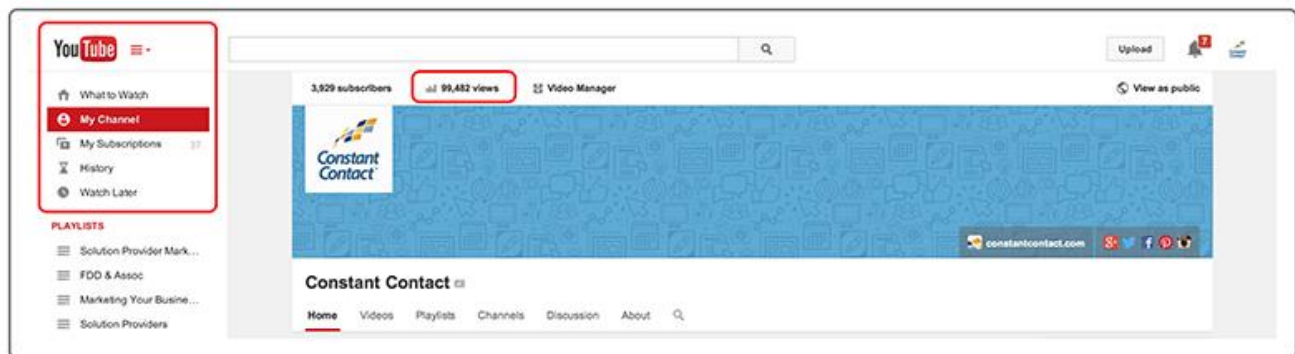 YouTube
Upload
7
What to Watch
My Channel
My Subscriptions 37
History
Watch Later
PLAYLISTS
Solution Provider Mark...
FDD & Assoc
Marketing Your Busine...
Solution Providers
3,929 subscribers 99,482 views Video Manager View as public
Constant
Contact
constantcontact.com
Constant Contact
Home Videos Playlists Channels Discussion About